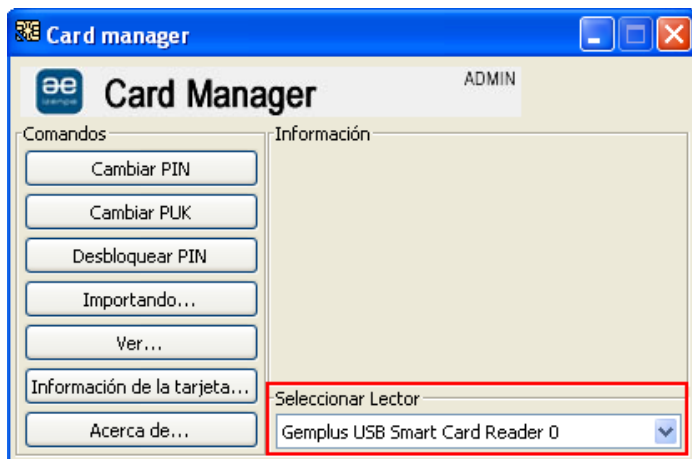 Card manager
Card Manager
ADMIN
Comandos
Cambiar PIN
Cambiar PUK
Desbloquear PIN
Importando...
Ver...
Información de la tarjeta...
Acerca de...
Información
Seleccionar Lector
Gemplus USB Smart Card Reader 0